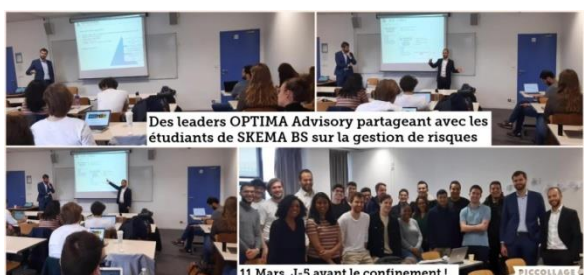 Des leaders OPTIMA Advisory partageant avec les
étudiants de SKEMA BS sur la gestion de risques
11 Mars, J-5 avant le confinement !
PICCOLLAGE